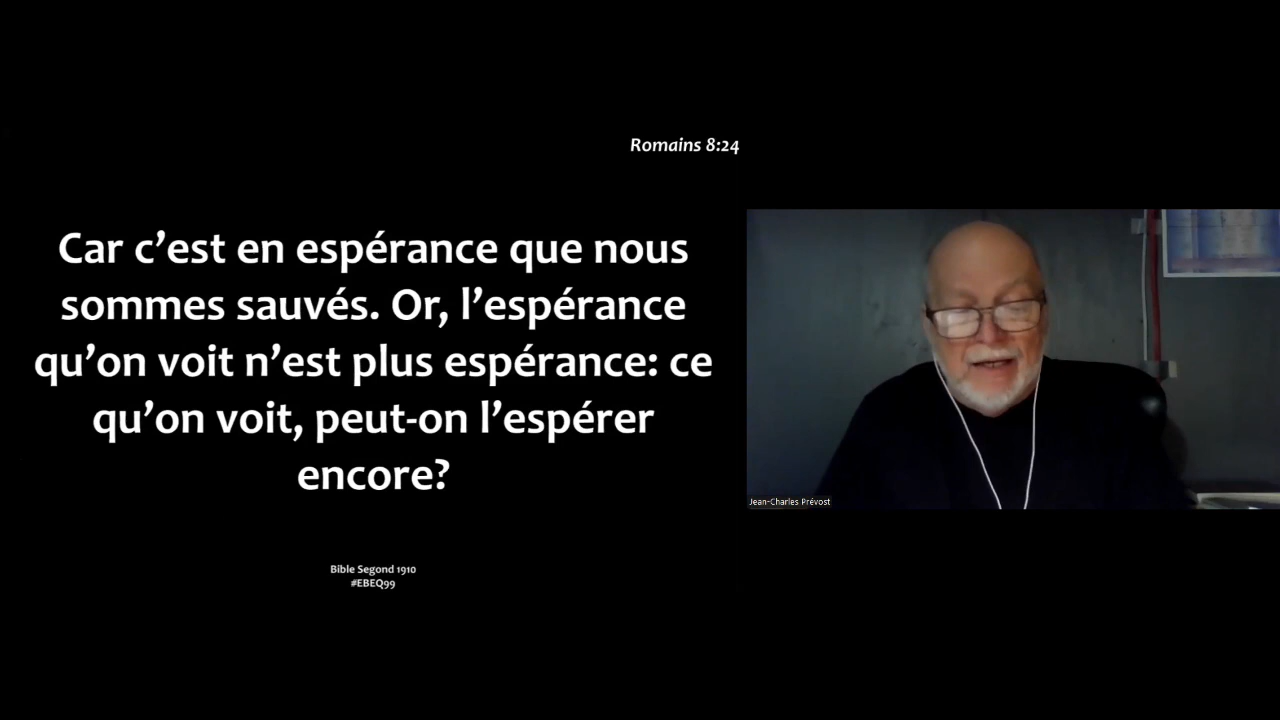 Romains 8:24
Car c’est en espérance que nous
sommes sauvés. Or, l’espérance
qu’on voit n’est plus espérance: ce
qu’on voit, peut-on l’espérer
encore?
Jean-Charles Prévost
Bible Segond 1910
#EBEQ99